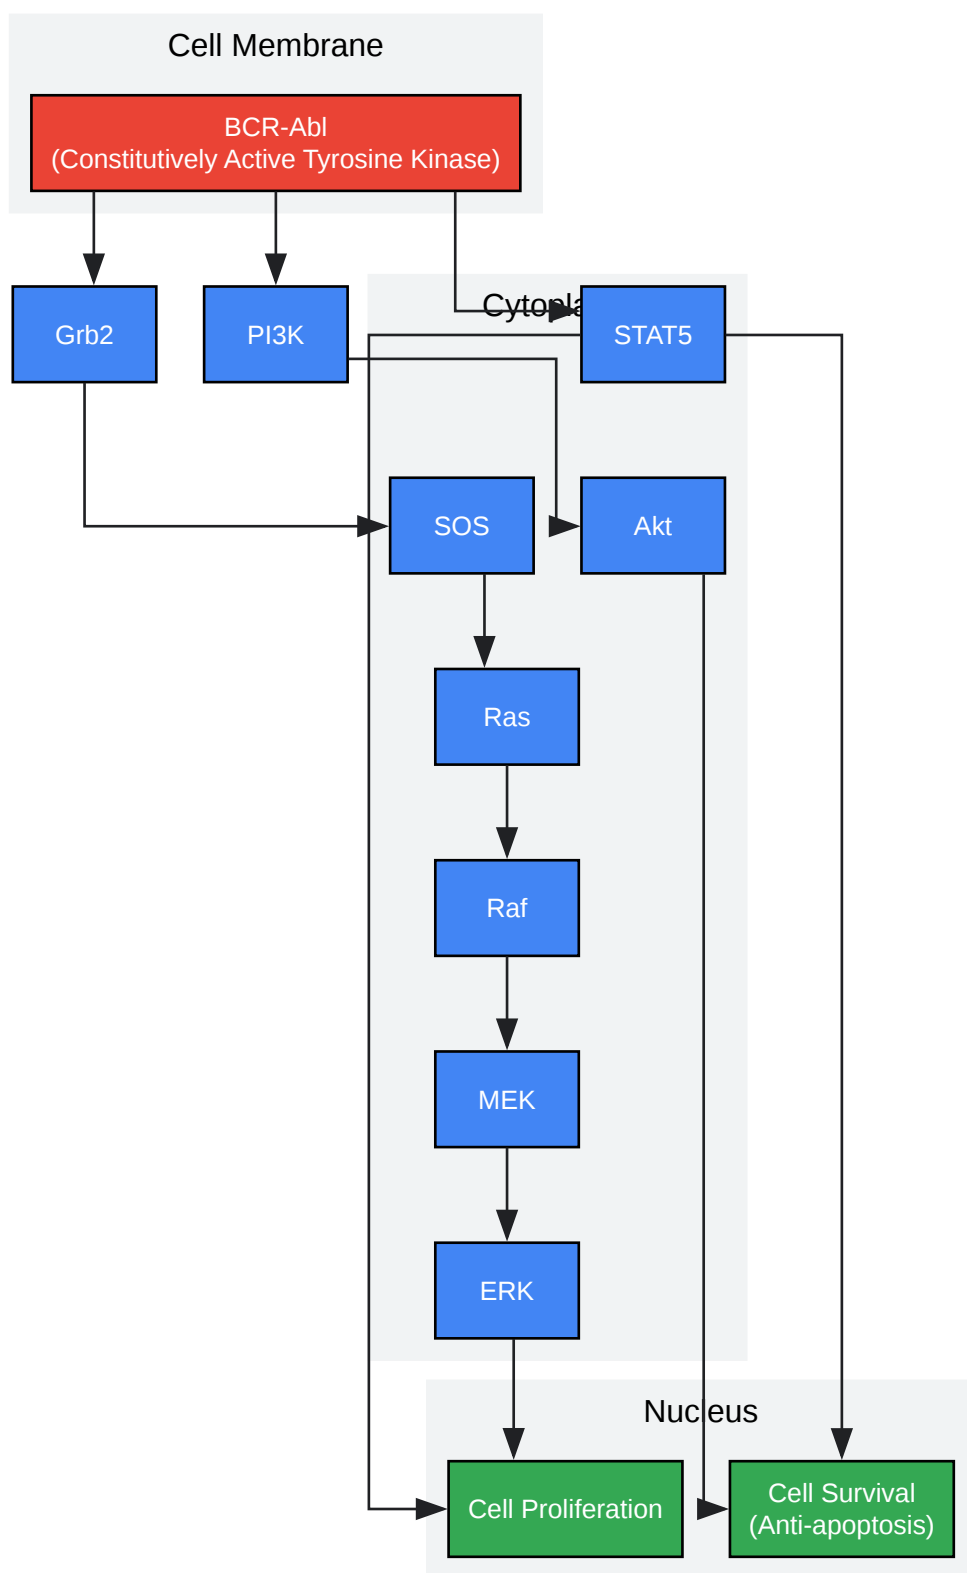 Cell Membrane
BCR-Abl
(Constitutively Active Tyrosine Kinase)
Grb2
PI3K
STAT5
SOS
Akt
Ras
Raf
MEK
ERK
Nucleus
Cell Proliferation
Cell Survival
(Anti-apoptosis)